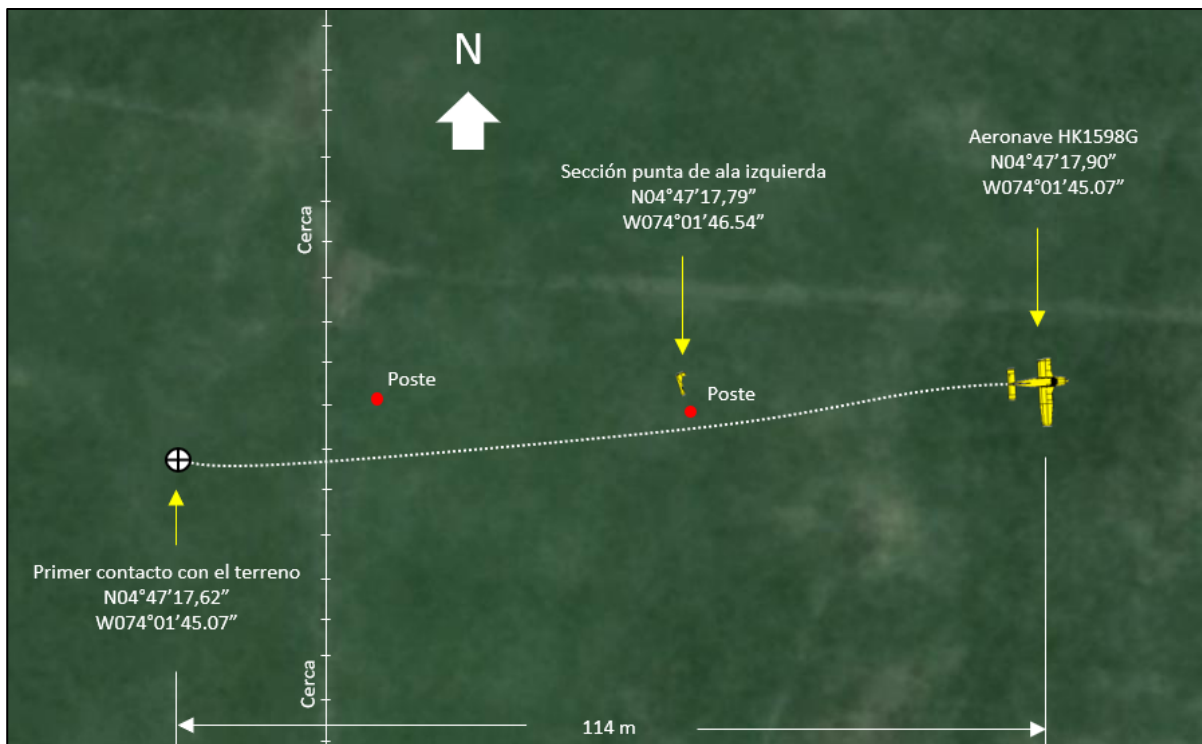 N
Aeronave HK1598G
N04°47'17,90”
W074°01'45.07”
Sección punta de ala izquierda
N04°47'17,79”
W074°01'46.54”
Cerca
Poste
Poste
Primer contacto con el terreno
N04°47'17,62”
W074°01'45.07”
Cerca
114 m